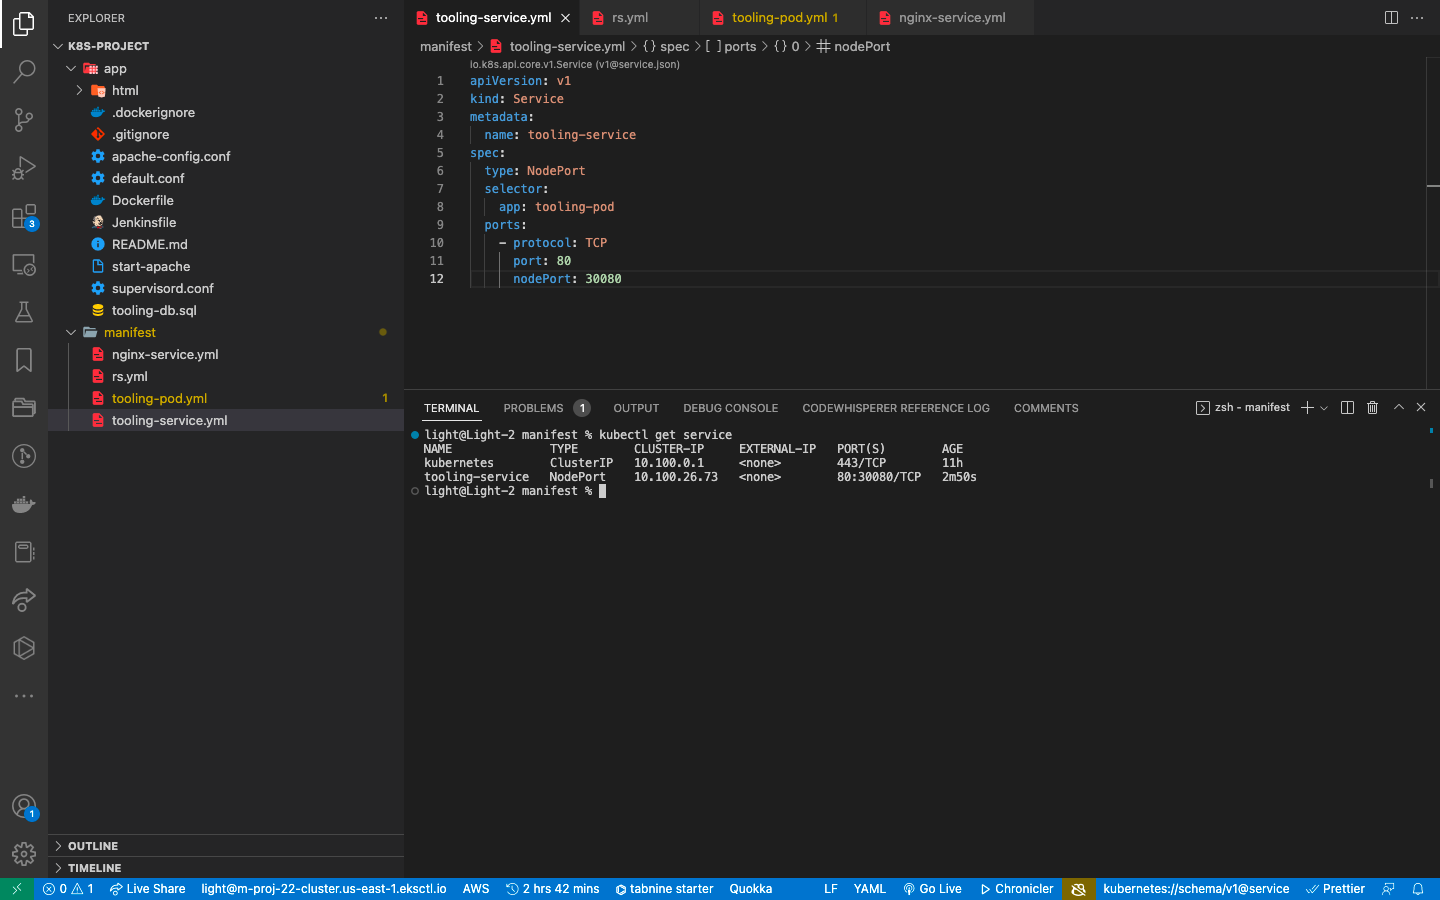 EXPLORER
K8S-PROJECT
app
html
.dockerignore
.gitignore
apache-config.conf
default.conf
Dockerfile
Jenkinsfile
README.md
start-apache
supervisord.conf
tooling-db.sql
manifest
nginx-service.yml
rs.yml
tooling-pod.yml 1
tooling-service.yml
OUTLINE
TIMELINE
3
1
tooling-service.yml rs.yml tooling-pod.yml 1 nginx-service.yml
manifest > tooling-service.yml > {} spec > [ ] ports > {} 0 > # nodePort
io.k8s.api.core.v1.Service (v1@service.json)
1 apiVersion: v1
2 kind: Service
3 metadata:
4 name: tooling-service
5 spec:
6 type: NodePort
7 selector:
8 app: tooling-pod
9 ports:
10 - protocol: TCP
11 port: 80
12 nodePort: 30080
TERMINAL PROBLEMS 1 OUTPUT DEBUG CONSOLE CODEWHISPERER REFERENCE LOG COMMENTS zsh - manifest
light@Light-2 manifest % kubectl get service
NAME TYPE CLUSTER-IP EXTERNAL-IP PORT(S) AGE
kubernetes ClusterIP 10.100.0.1 <none> 443/TCP 11h
tooling-service NodePort 10.100.26.73 <none> 80:30080/TCP 2m50s
light@Light-2 manifest %
0 1 Live Share light@m-proj-22-cluster.us-east-1.eksctl.io AWS 2 hrs 42 mins tabnine starter Quokka LF YAML Go Live Chronicler kubernetes://schema/v1@service Prettier